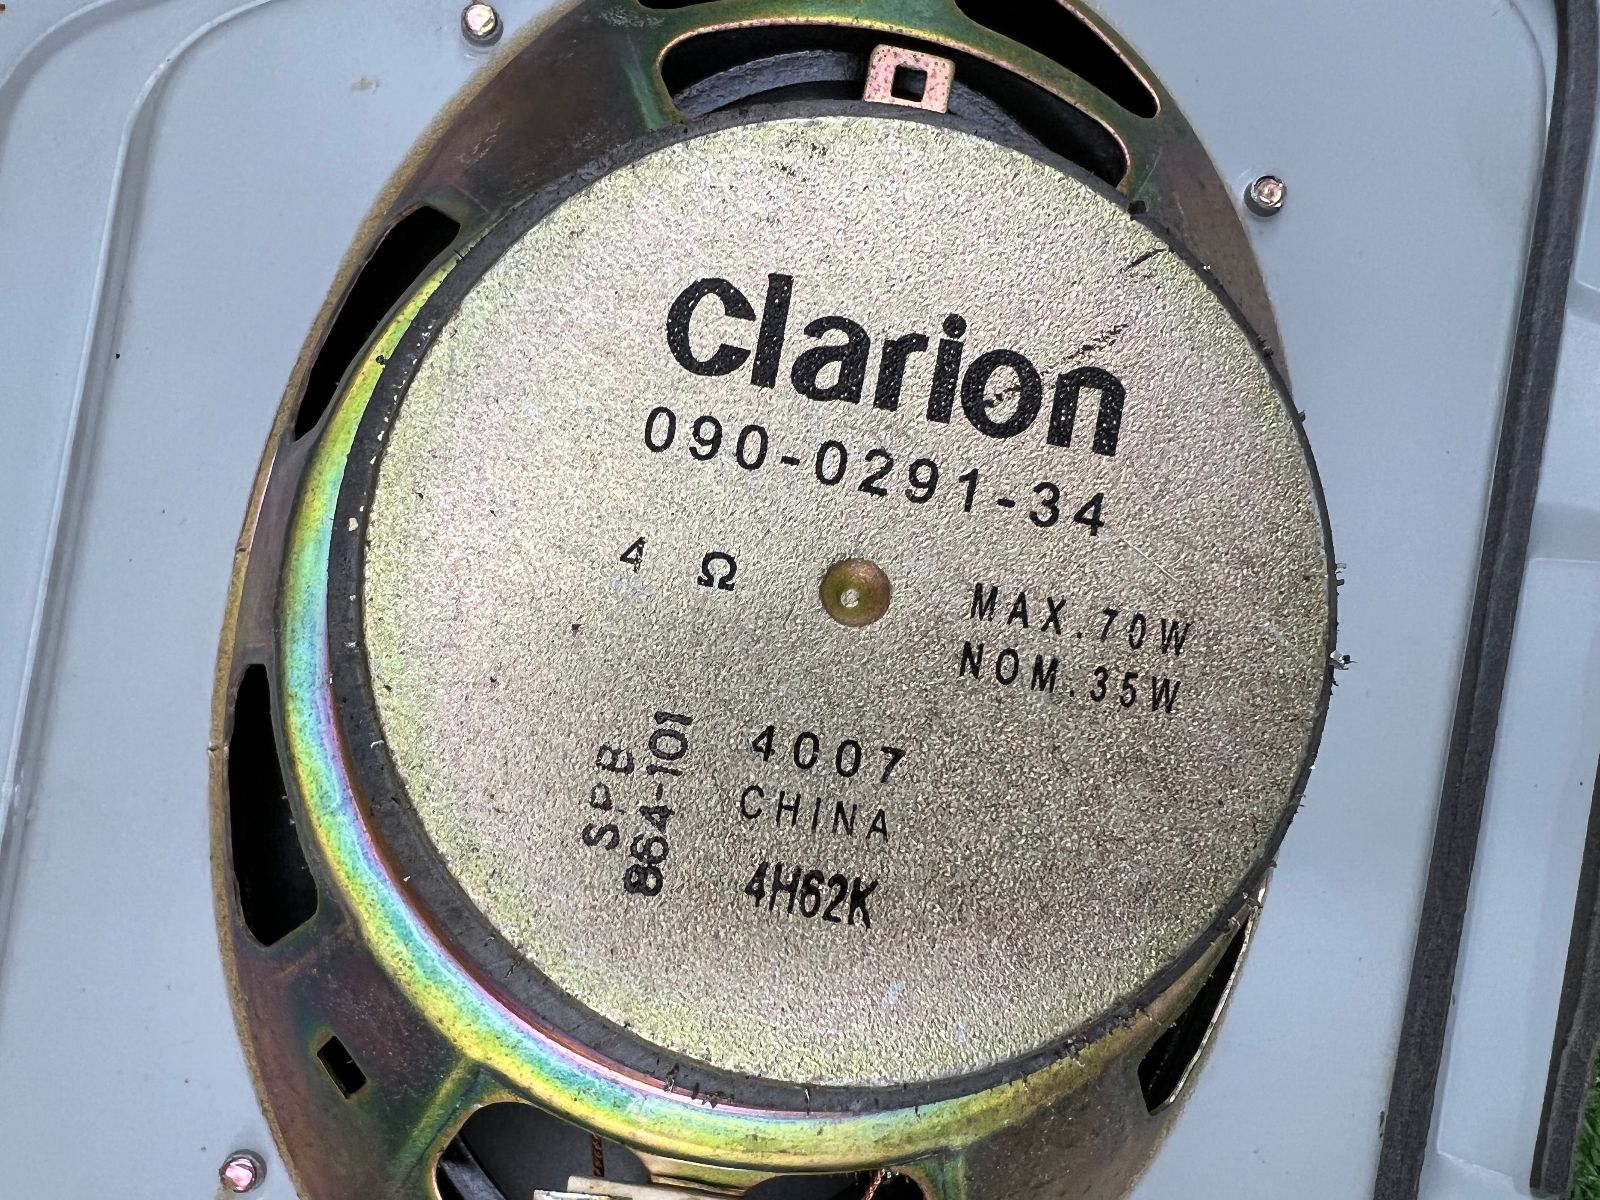 clarion
090-0291-34
4 Ω
MAX.70W
NOM.35W
SPB
864-101
4007
CHINA
4H62K